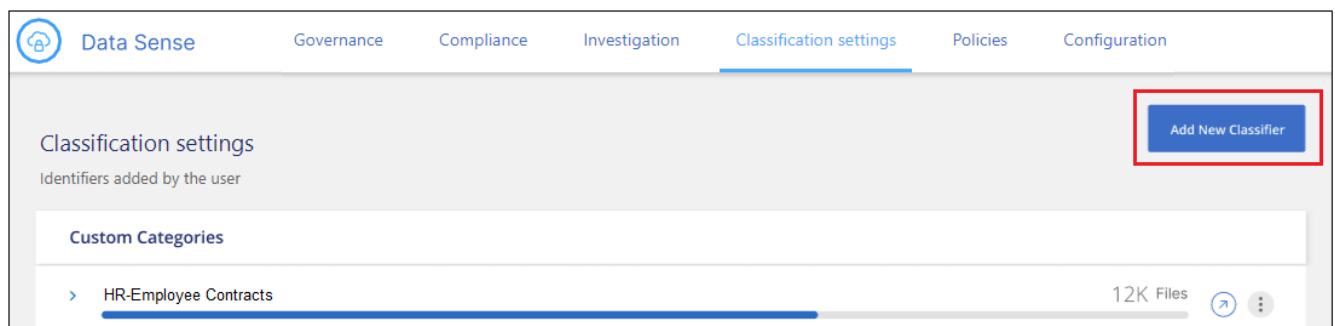 Data Sense Governance Compliance Investigation Classification settings Policies Configuration
Add New Classifier
Classification settings
Identifiers added by the user
Custom Categories
HR-Employee Contracts 12K Files